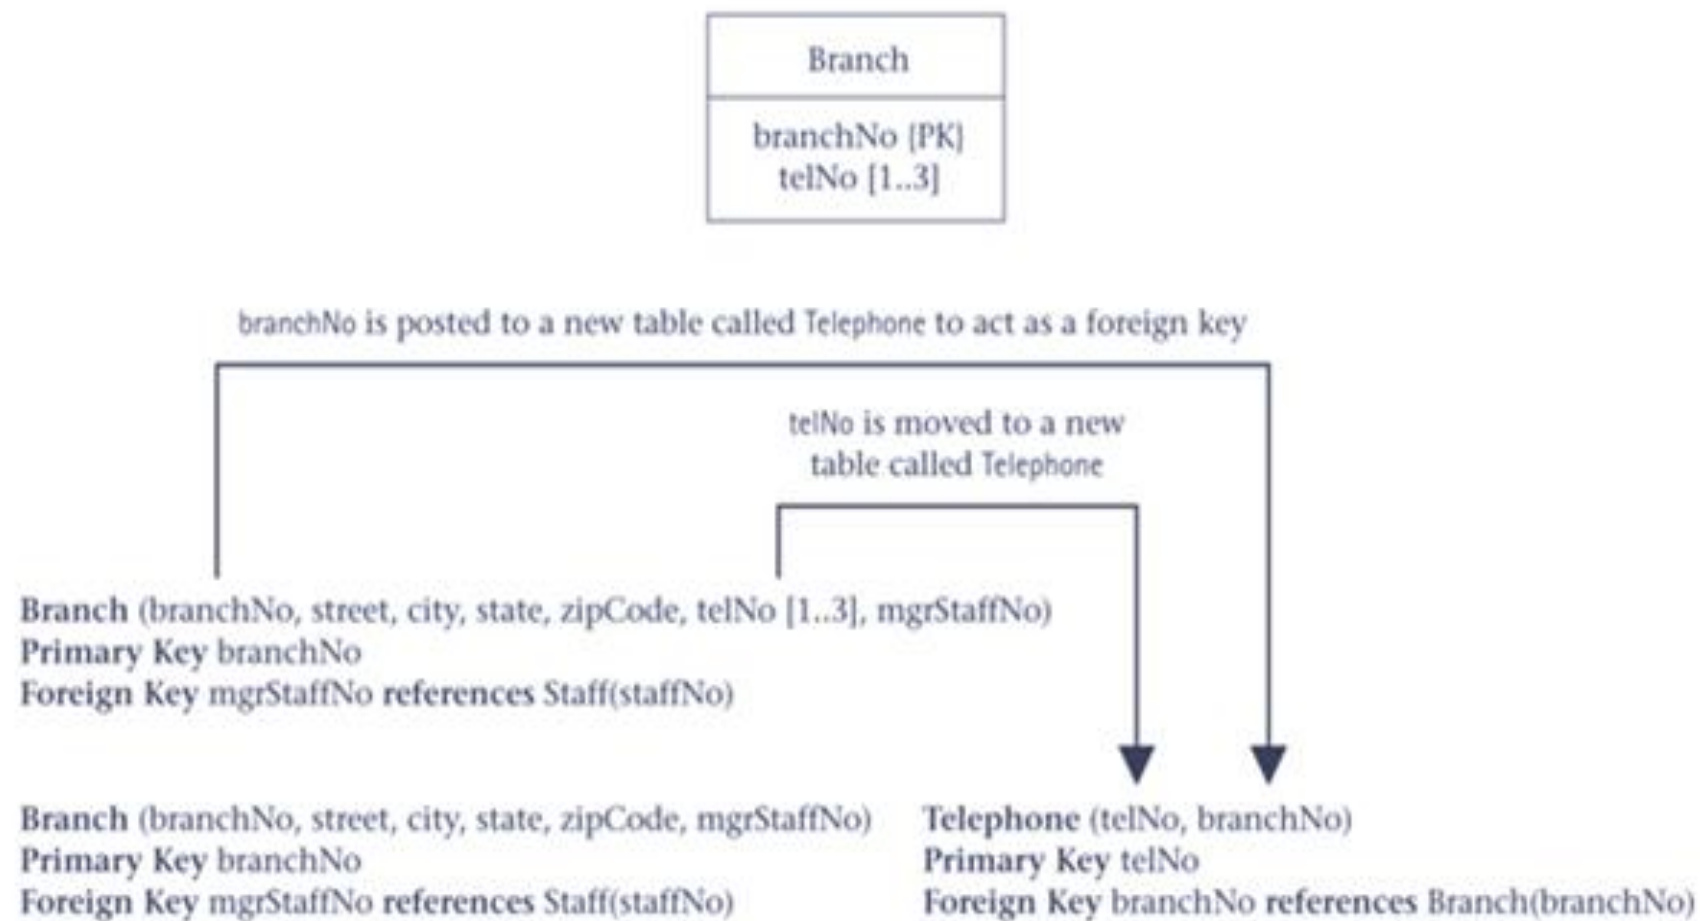 Branch
branchNo {PK}
telNo [1..3]
branchNo is posted to a new table called Telephone to act as a foreign key
telNo is moved to a new
table called Telephone
Branch (branchNo, street, city, state, zipCode, telNo [1..3], mgrStaffNo)
Primary Key branchNo
Foreign Key mgrStaffNo references Staff(staffNo)
Branch (branchNo, street, city, state, zipCode, mgrStaffNo)
Primary Key branchNo
Foreign Key mgrStaffNo references Staff(staffNo)
Telephone (telNo, branchNo)
Primary Key telNo
Foreign Key branchNo references Branch(branchNo)